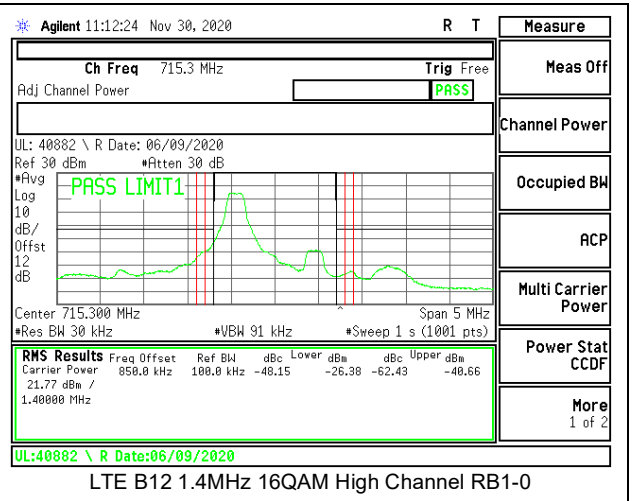 Agilent 11:12:24 Nov 30, 2020 R T
Measure
Ch Freq 715.3 MHz Trig Free
Meas Off
Adj Channel Power PASS
Channel Power
UL: 40882 \ R Date: 06/09/2020
Ref 30 dBm #Atten 30 dB
#Avg
PASS LIMIT1
Occupied BW
Log
10
dB/
ACP
Offst
12
dB
Multi Carrier
Power
Center 715.300 MHz Span 5 MHz
#Res BW 30 kHz #VBW 91 kHz #Sweep 1 s (1001 pts)
Power Stat
CCDF
RMS Results Freq Offset Ref BW dBc Lower dBm dBc Upper dBm
Carrier Power 850.0 kHz 100.0 kHz -48.15 -26.38 -62.43 -40.66
21.77 dBm /
1.40000 MHz
More
1 of 2
UL:40882 \ R Date:06/09/2020
LTE B12 1.4MHz 16QAM High Channel RB1-0